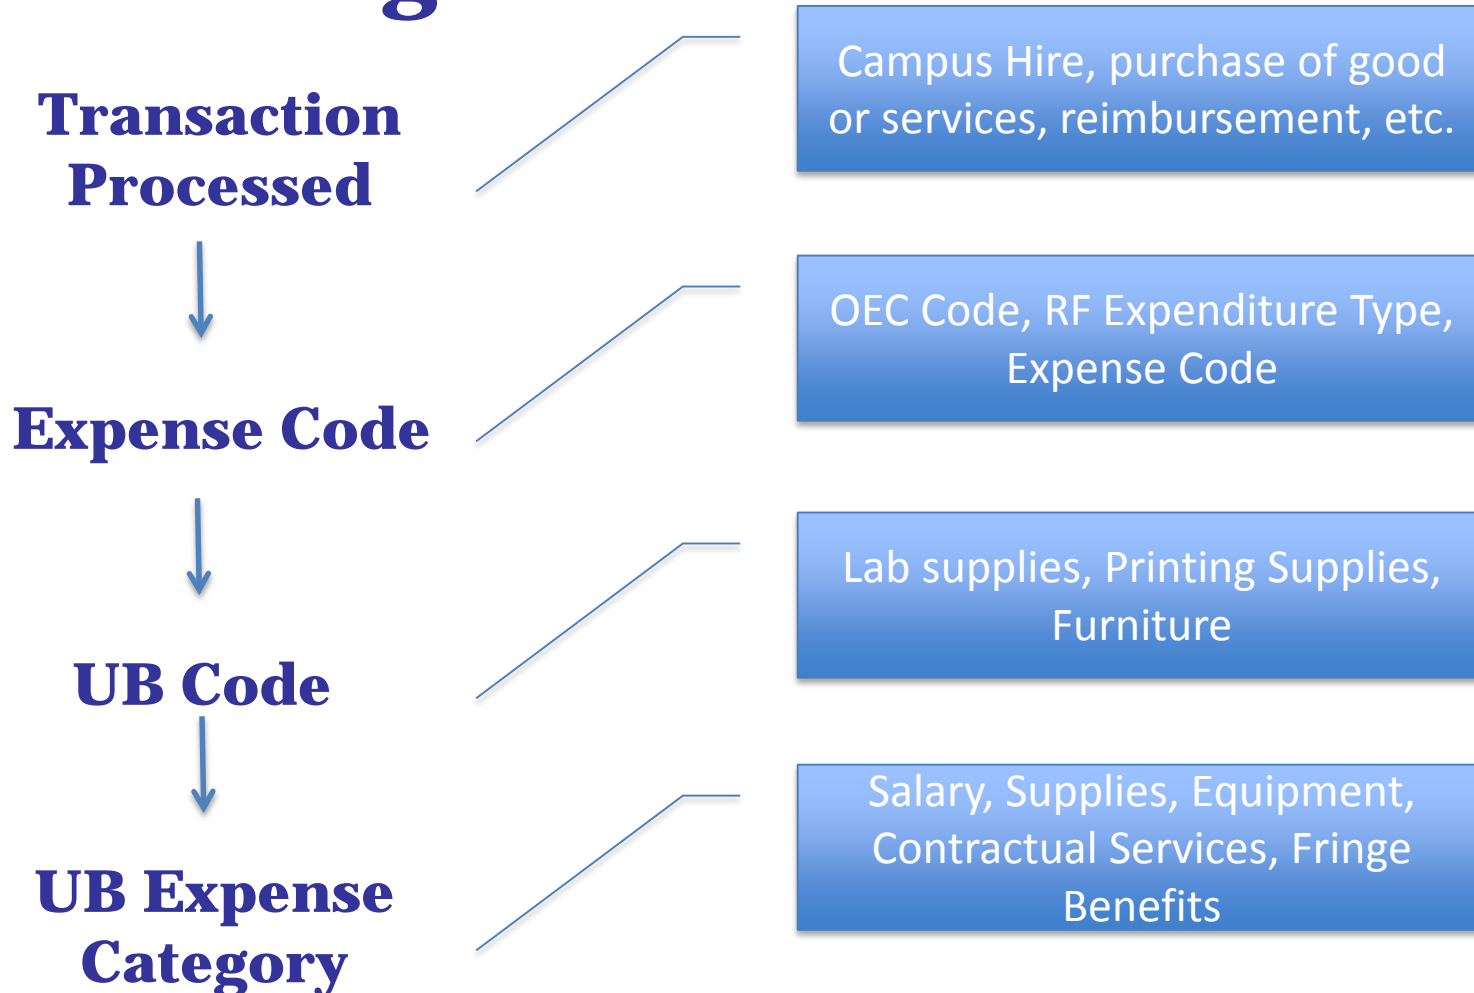 Transaction
Processed
Campus Hire, purchase of good
or services, reimbursement, etc.
Expense Code
OEC Code, RF Expenditure Type,
Expense Code
UB Code
Lab supplies, Printing Supplies,
Furniture
UB Expense
Category
Salary, Supplies, Equipment,
Contractual Services, Fringe
Benefits